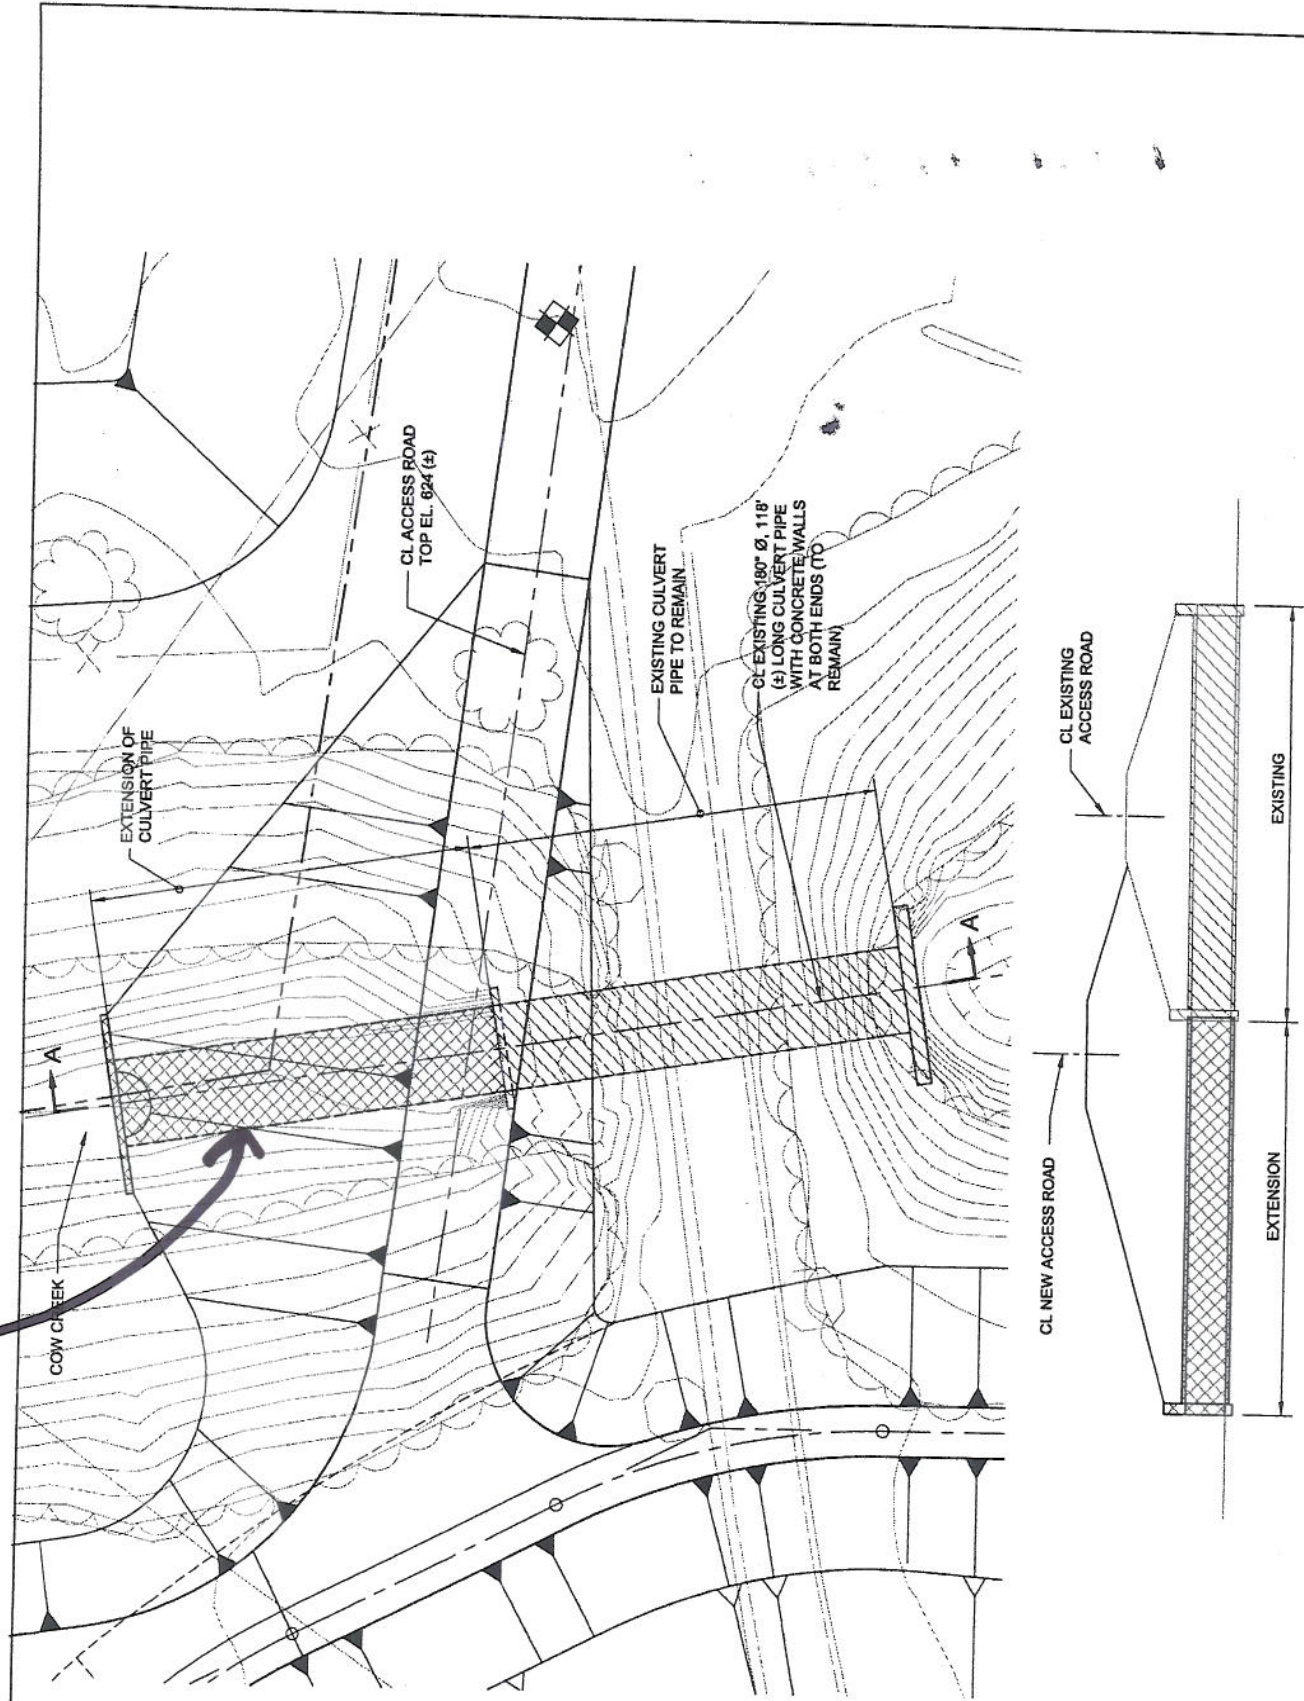 COW CREEK
A
EXTENSION OF
CULVERT PIPE
CL ACCESS ROAD
TOP EL. 624 (±)
EXISTING CULVERT
PIPE TO REMAIN
CL EXISTING 180" Ø, 118'
(±) LONG CULVERT PIPE
WITH CONCRETE WALLS
AT BOTH ENDS (TO
REMAIN)
A
CL NEW ACCESS ROAD
CL EXISTING
ACCESS ROAD
EXTENSION
EXISTING